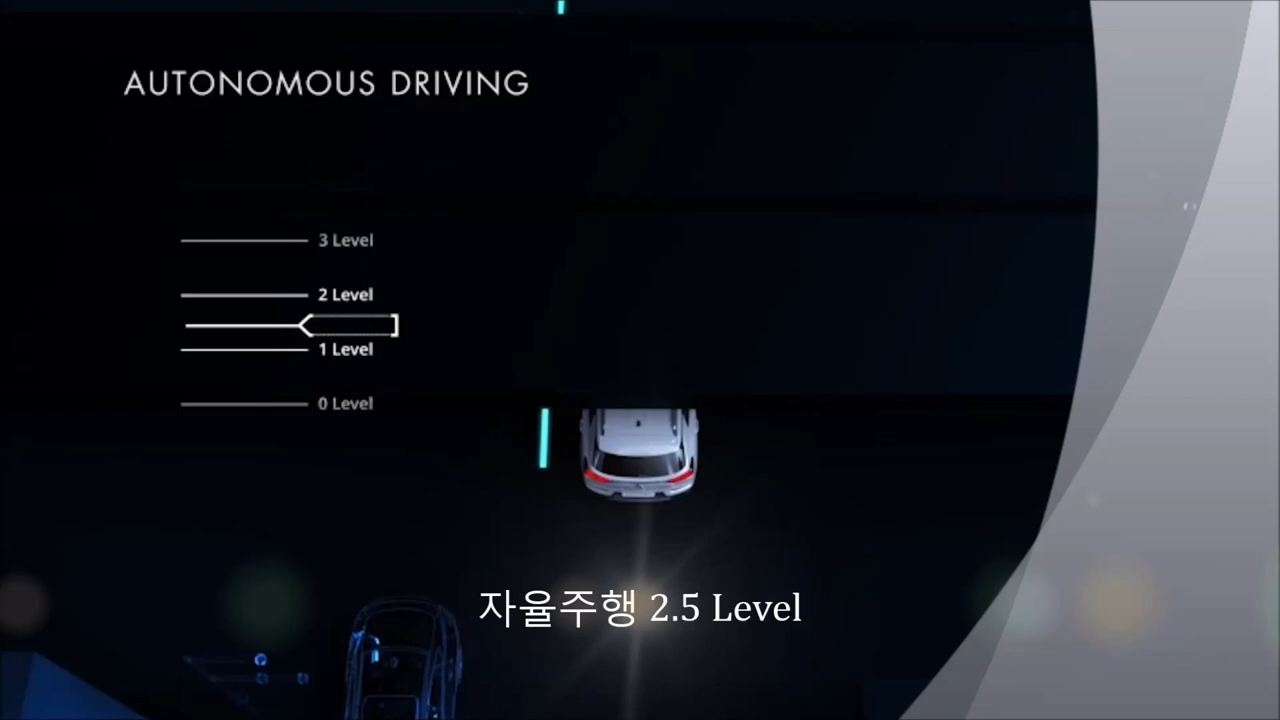 AUTONOMOUS DRIVING
3 Level
2 Level
1 Level
0 Level
자율주행 2.5 Level